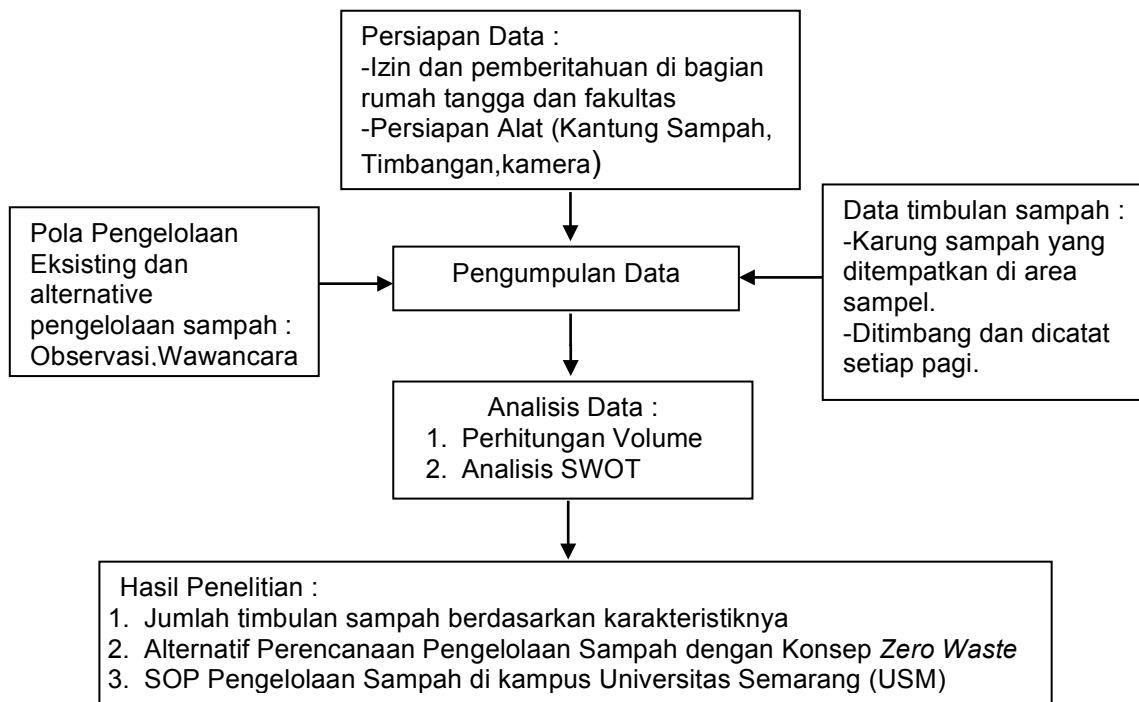 Persiapan Data :
-Izin dan pemberitahuan di bagian
rumah tangga dan fakultas
-Persiapan Alat (Kantung Sampah,
Timbangan,kamera)
Pola Pengelolaan
Eksisting dan
alternative
pengelolaan sampah :
Observasi,Wawancara
Pengumpulan Data
Data timbulan sampah :
-Karung sampah yang
ditempatkan di area
sampel.
-Ditimbang dan dicatat
setiap pagi.
Analisis Data :
1. Perhitungan Volume
2. Analisis SWOT
Hasil Penelitian :
1. Jumlah timbulan sampah berdasarkan karakteristiknya
2. Alternatif Perencanaan Pengelolaan Sampah dengan Konsep Zero Waste
3. SOP Pengelolaan Sampah di kampus Universitas Semarang (USM)